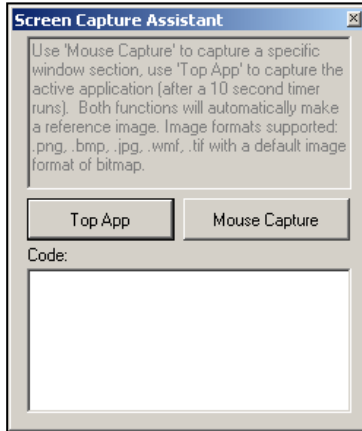 Screen Capture Assistant
Use 'Mouse Capture' to capture a specific
window section, use 'Top App' to capture the
active application (after a 10 second timer
runs). Both functions will automatically make
a reference image. Image formats supported:
.png, .bmp, .jpg, .wmf, .tif with a default image
format of bitmap.
Top App Mouse Capture
Code: